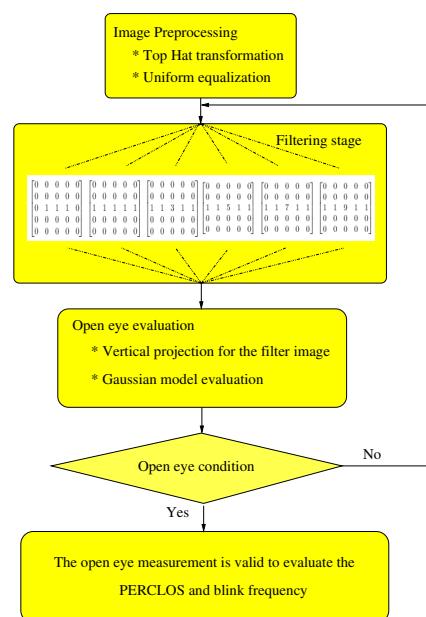 Image Preprocessing
* Top Hat transformation
* Uniform equalization
Filtering stage
0 0 0 0 0 0 0 0 0 0 0 0 0 0 0 0 0 0 0 0 0 0 0 0 0 0 0 0 0 0
0 0 0 0 0 0 0 0 0 0 0 0 0 0 0 0 0 0 0 0 0 0 0 0 0 0 0 0 0 0
0 1 1 1 0 1 1 1 1 1 1 1 3 1 1 1 1 5 1 1 1 1 7 1 1 1 1 9 1 1
0 0 0 0 0 0 0 0 0 0 0 0 0 0 0 0 0 0 0 0 0 0 0 0 0 0 0 0 0 0
0 0 0 0 0 0 0 0 0 0 0 0 0 0 0 0 0 0 0 0 0 0 0 0 0 0 0 0 0 0
Open eye evaluation
* Vertical projection for the filter image
* Gaussian model evaluation
Open eye condition
No
Yes
The open eye measurement is valid to evaluate the
PERCLOS and blink frequency